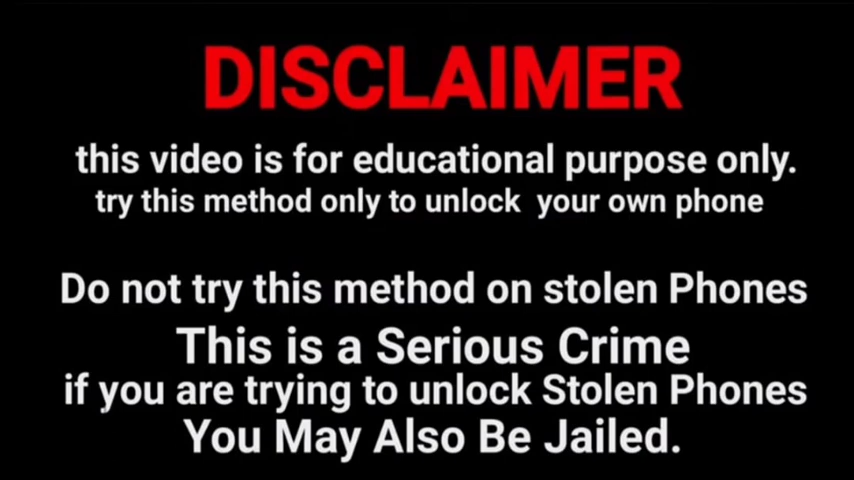 DISCLAIMER
this video is for educational purpose only.
try this method only to unlock your own phone
Do not try this method on stolen Phones
This is a Serious Crime
if you are trying to unlock Stolen Phones
You May Also Be Jailed.